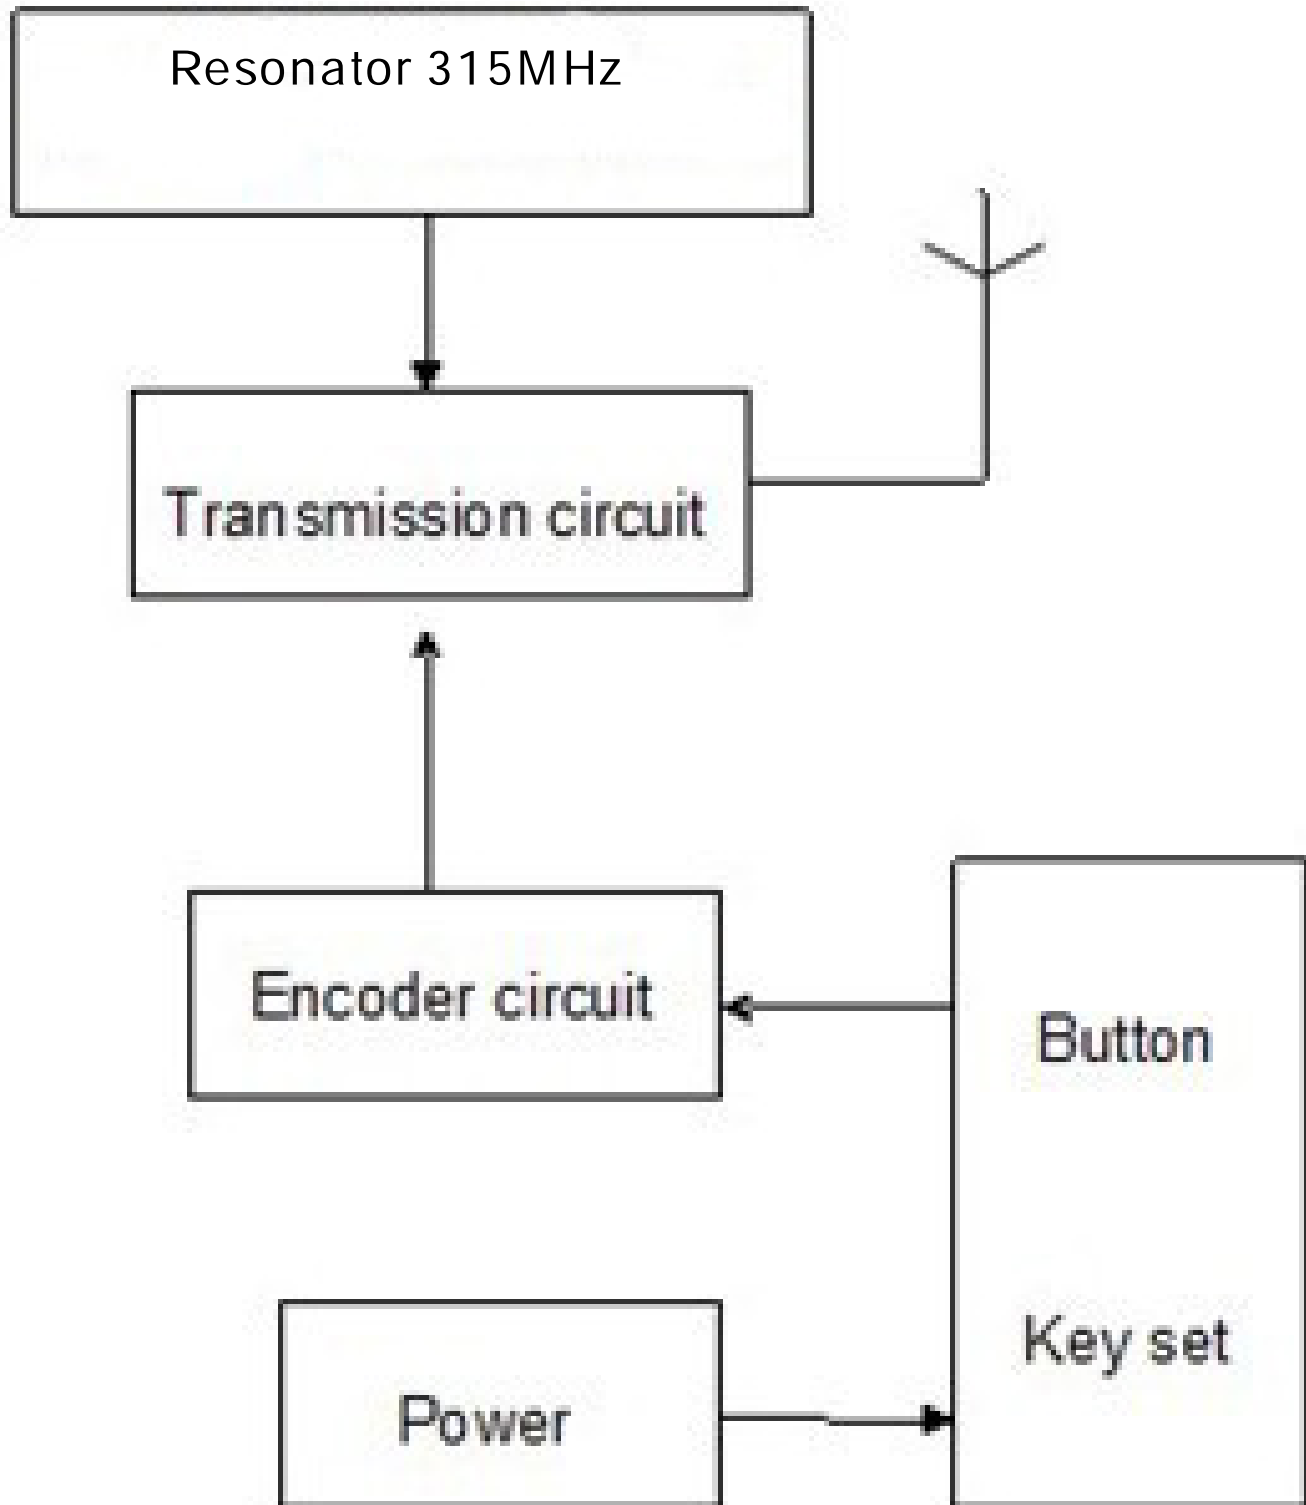 Resonator 315MHz
Transmission circuit
Encoder circuit
Button
Key set
Power